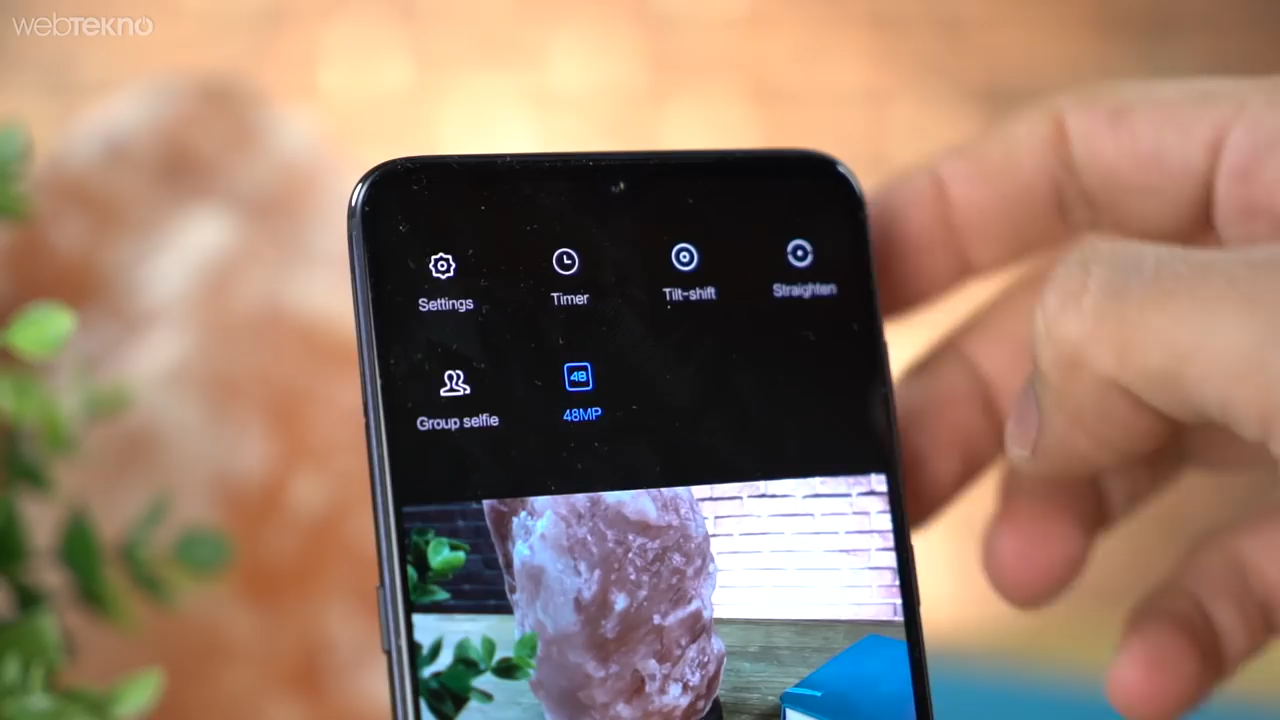 webtekno
Settings
Timer
Tilt-shift
Straighten
Group selfie
48
48MP